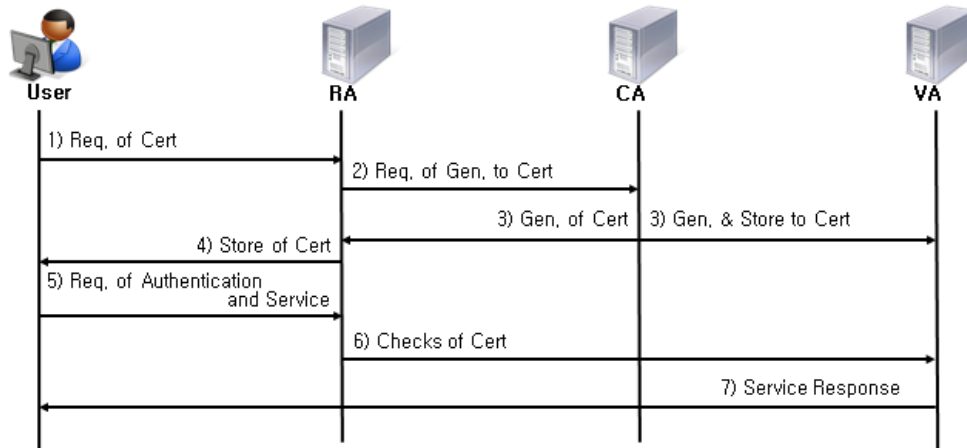 User
RA
CA
VA
1) Req. of Cert
2) Req. of Gen. to Cert
3) Gen. of Cert
3) Gen. & Store to Cert
4) Store of Cert
5) Req. of Authentication
and Service
6) Checks of Cert
7) Service Response